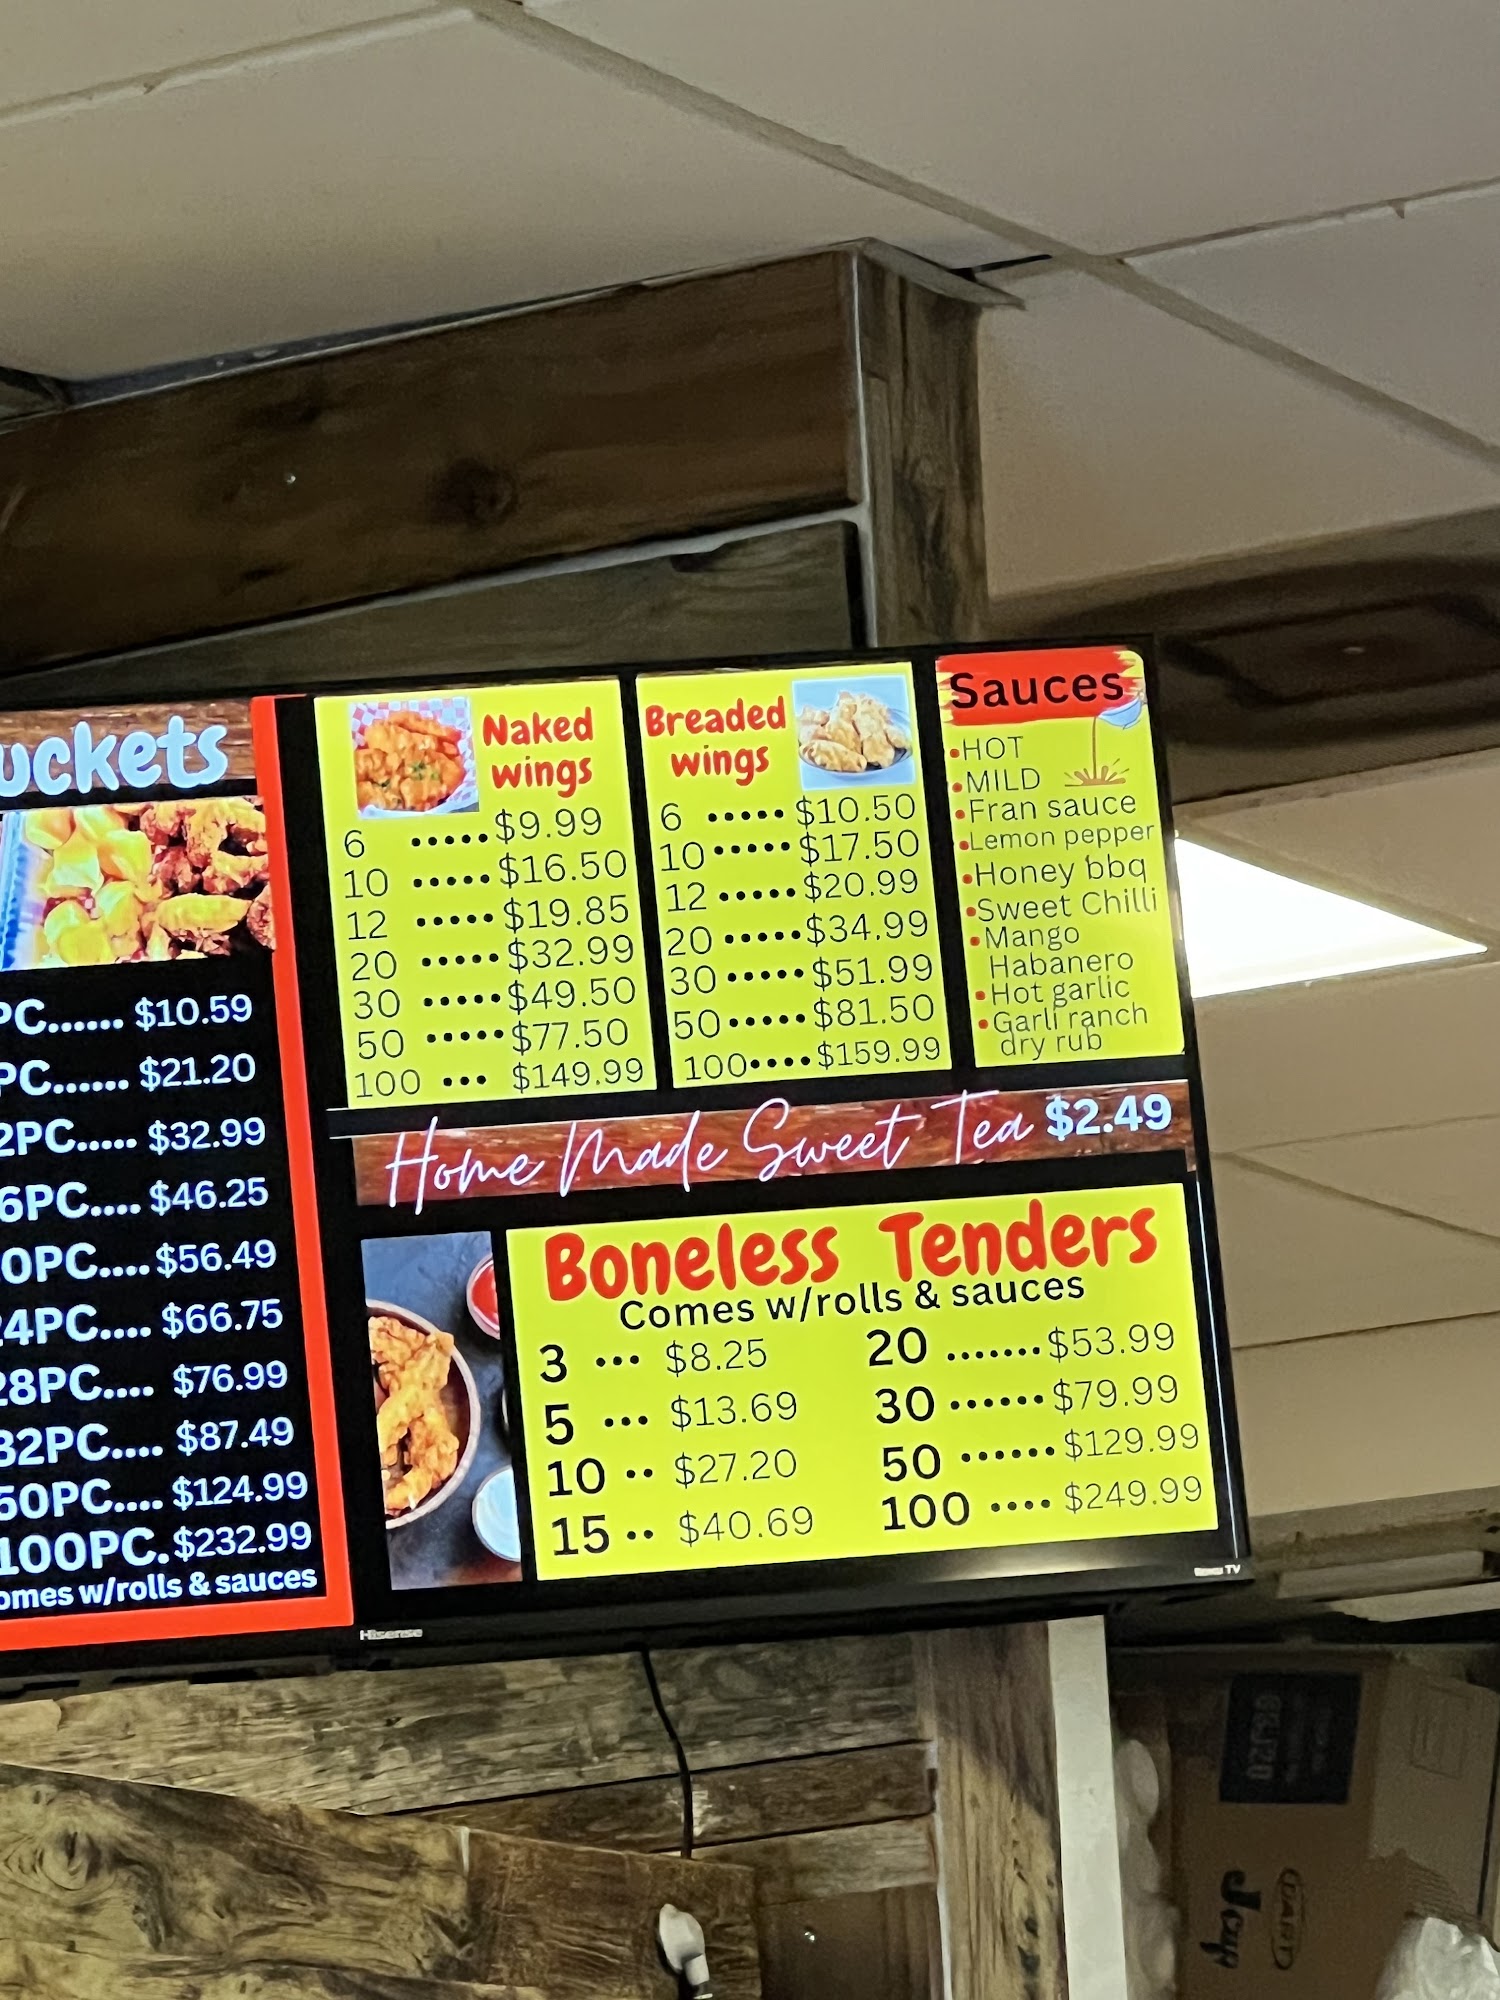 uckets
PC...... $10.59
PC...... $21.20
2PC..... $32.99
6PC.... $46.25
0PC.... $56.49
24PC.... $66.75
28PC.... $76.99
32PC.... $87.49
50PC.... $124.99
100PC. $232.99
omes w/rolls & sauces
Naked
wings
6 ..... $9.99
10 ..... $16.50
12 ..... $19.85
20 ..... $32.99
30 ..... $49.50
50 ..... $77.50
100 ... $149.99
Breaded
wings
6 ..... $10.50
10 ..... $17.50
12 ..... $20.99
20 ..... $34.99
30 ..... $51.99
50 ..... $81.50
100 .... $159.99
Sauces
•HOT
•MILD
•Fran sauce
•Lemon pepper
•Honey bbq
•Sweet Chilli
•Mango
Habanero
•Hot garlic
•Garli ranch
dry rub
Home Made Sweet Tea $2.49
Boneless Tenders
Comes w/rolls & sauces
3 ... $8.25
5 ... $13.69
10 .. $27.20
15 .. $40.69
20 ....... $53.99
30 ...... $79.99
50 ...... $129.99
100 .... $249.99
Hisense
TV
Joy